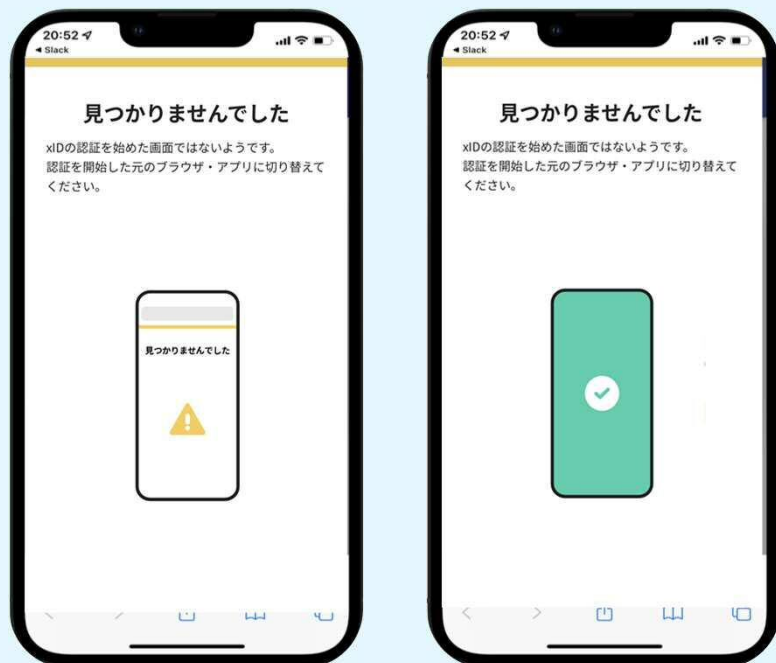 20:52
◀ Slack
見つかりませんでした
xIDの認証を始めた画面ではないようです。
認証を開始した元のブラウザ・アプリに切り替えて
ください。
見つかりませんでした
20:52
◀ Slack
見つかりませんでした
xIDの認証を始めた画面ではないようです。
認証を開始した元のブラウザ・アプリに切り替えて
ください。